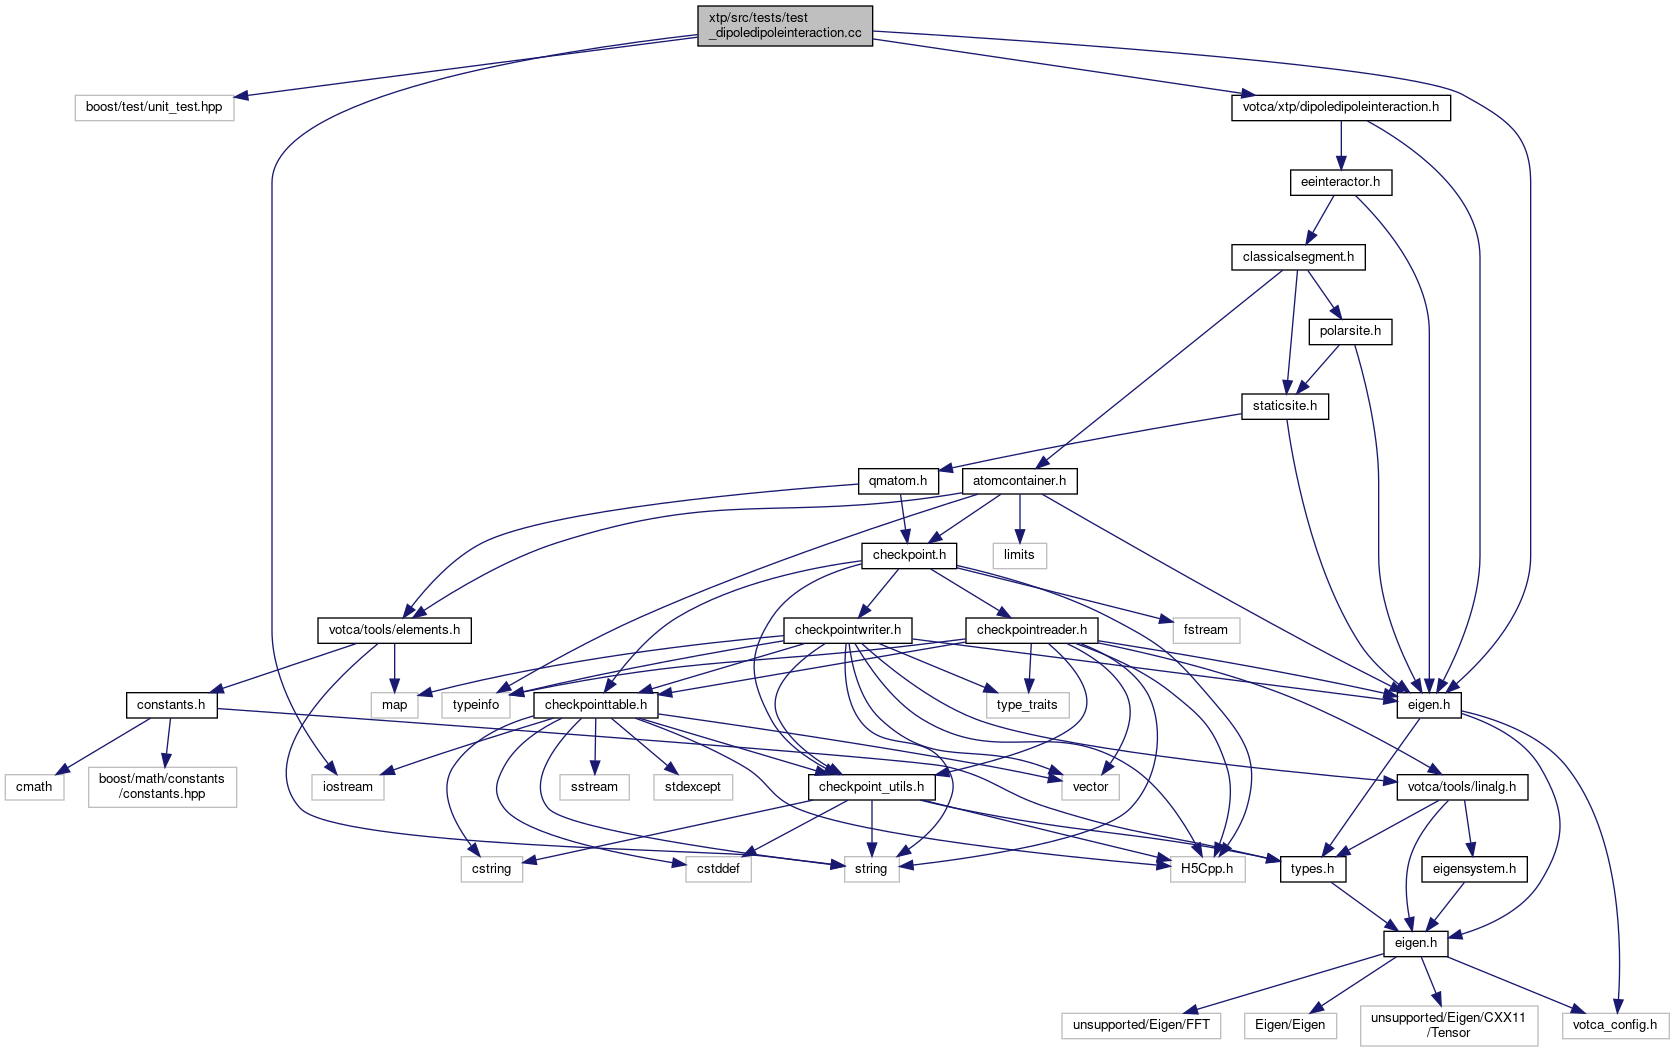 xtp/src/tests/test
_dipoledipoleinteraction.cc
boost/test/unit_test.hpp
votca/xtp/dipoledipoleinteraction.h
eeinteractor.h
classicalsegment.h
polarsite.h
staticsite.h
qmatom.h
atomcontainer.h
checkpoint.h
limits
votca/tools/elements.h
checkpointwriter.h
checkpointreader.h
fstream
constants.h
map
typeinfo
checkpointtable.h
type_traits
eigen.h
cmath
boost/math/constants
/constants.hpp
iostream
sstream
stdexcept
checkpoint_utils.h
vector
votca/tools/linalg.h
cstring
cstddef
string
H5Cpp.h
types.h
eigensystem.h
eigen.h
unsupported/Eigen/FFT
Eigen/Eigen
unsupported/Eigen/CXX11
/Tensor
votca_config.h